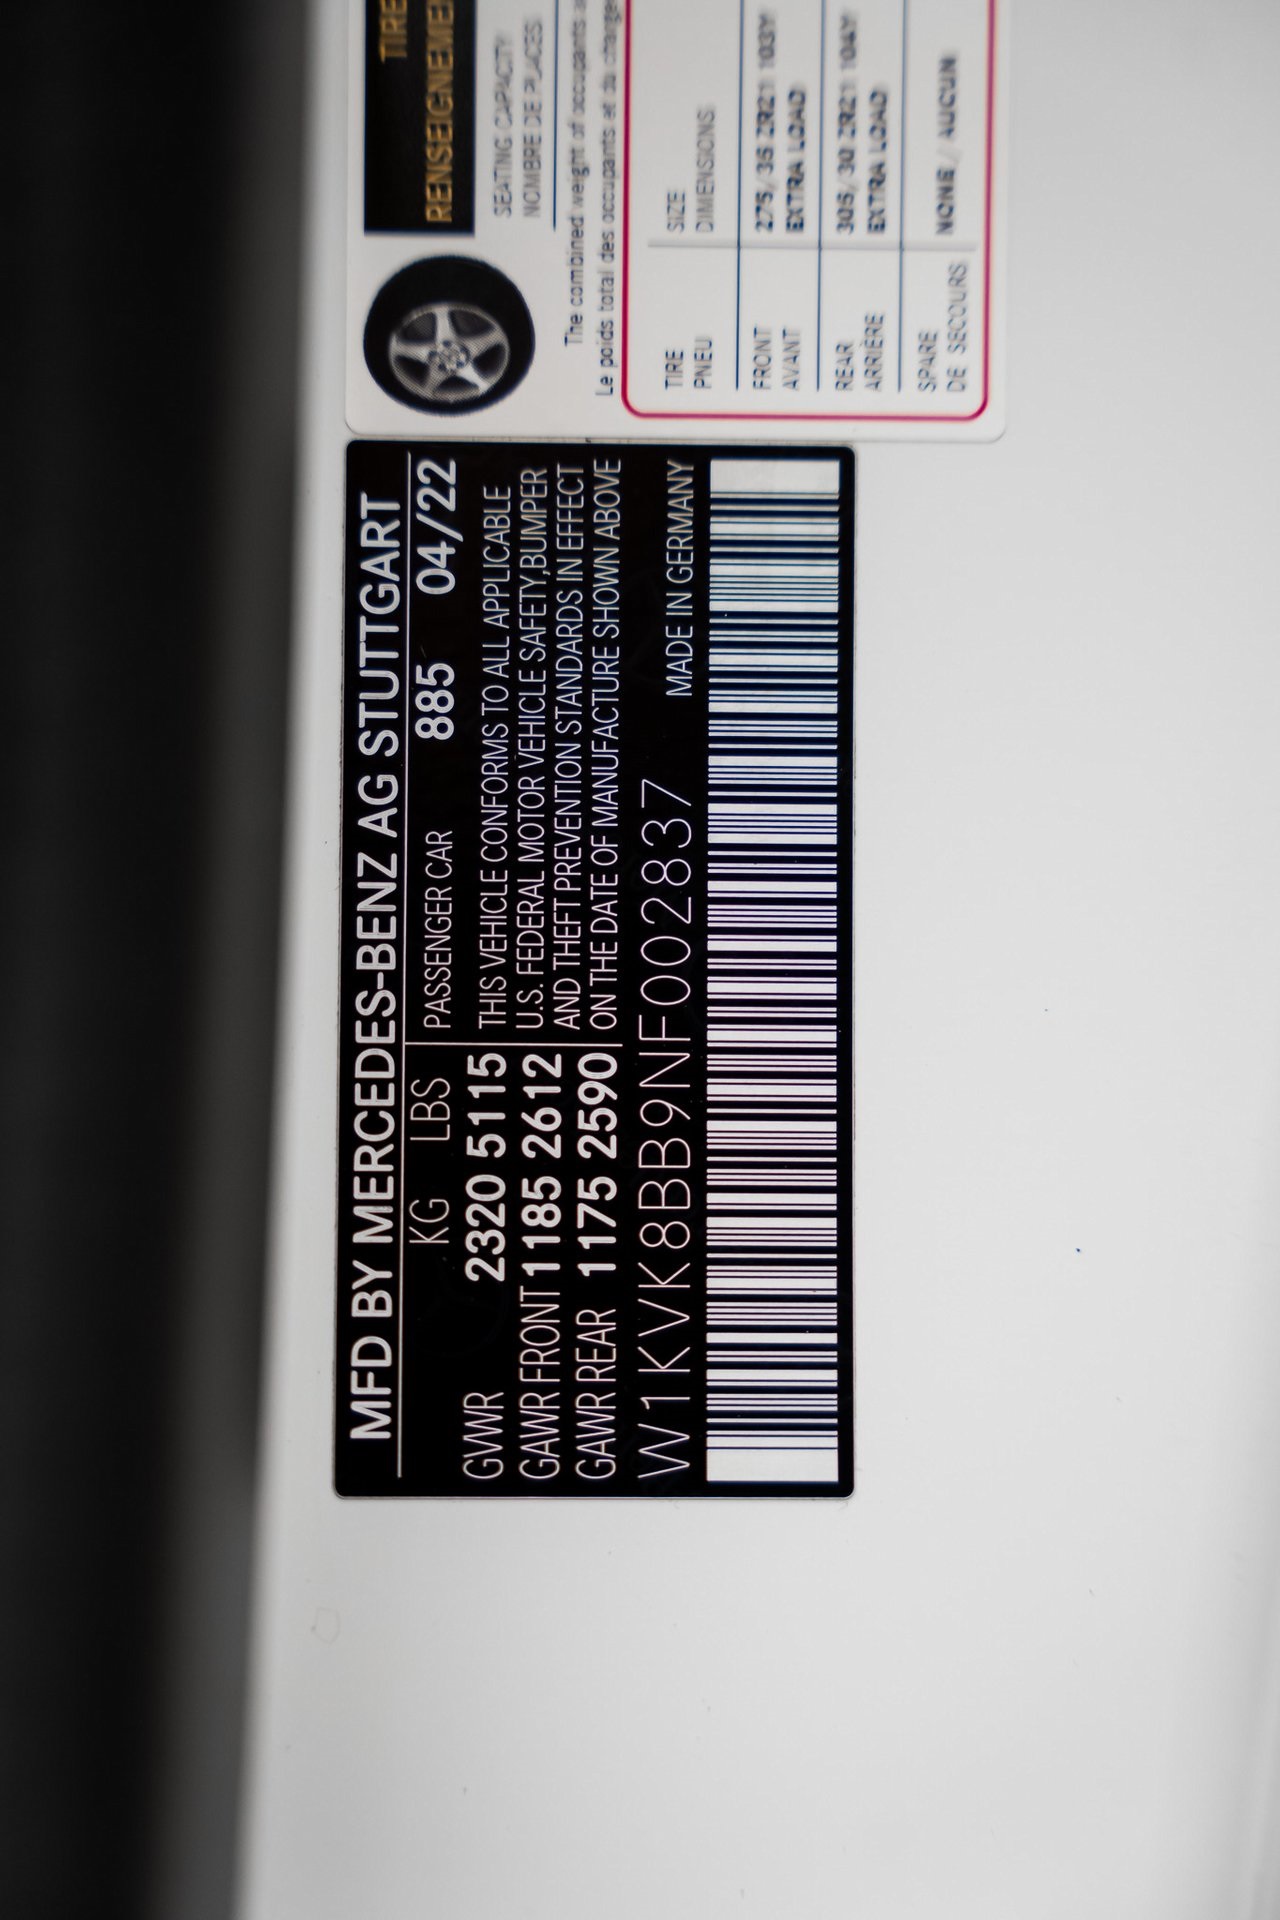 MFD BY MERCEDES-BENZ AG STUTTGART
KG LBS
PASSENGER CAR 885 04/22
GVWR 2320 5115
GAWR FRONT 1185 2612
GAWR REAR 1175 2590
THIS VEHICLE CONFORMS TO ALL APPLICABLE
U.S. FEDERAL MOTOR VEHICLE SAFETY,BUMPER
AND THEFT PREVENTION STANDARDS IN EFFECT
ON THE DATE OF MANUFACTURE SHOWN ABOVE
W1KVK8BB9NF002837
MADE IN GERMANY
TIRE
RENSEIGNEMEN
SEATING CAPACITY
NOMBRE DE PLACES
The combined weight of occupants
Le poids total des occupants et du charge
TIRE SIZE
PNEU DIMENSIONS
FRONT 275/35 ZR21 103Y
AVANT EXTRA LOAD
REAR 305/30 ZR21 104Y
ARRIÈRE EXTRA LOAD
SPARE NONE / AUCUN
DE SECOURS